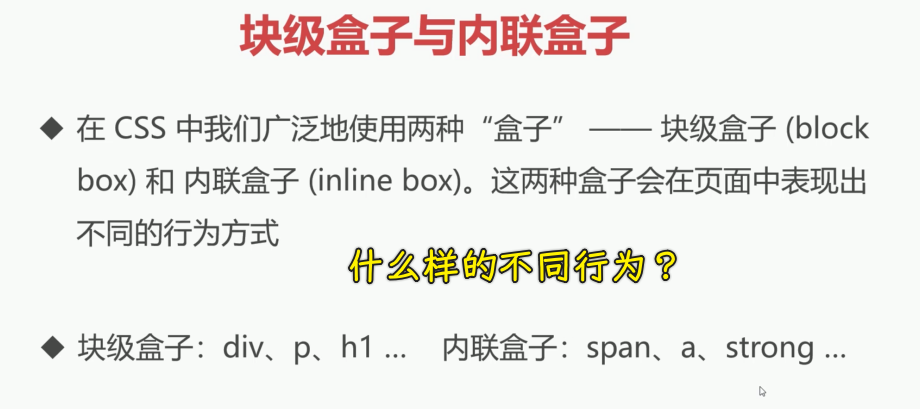 块级盒子与内联盒子
◆ 在 CSS 中我们广泛地使用两种“盒子” —— 块级盒子 (block
box) 和 内联盒子 (inline box)。这两种盒子会在页面中表现出
不同的行为方式
什么样的不同行为？
◆ 块级盒子：div、p、h1 ... 内联盒子：span、a、strong ...